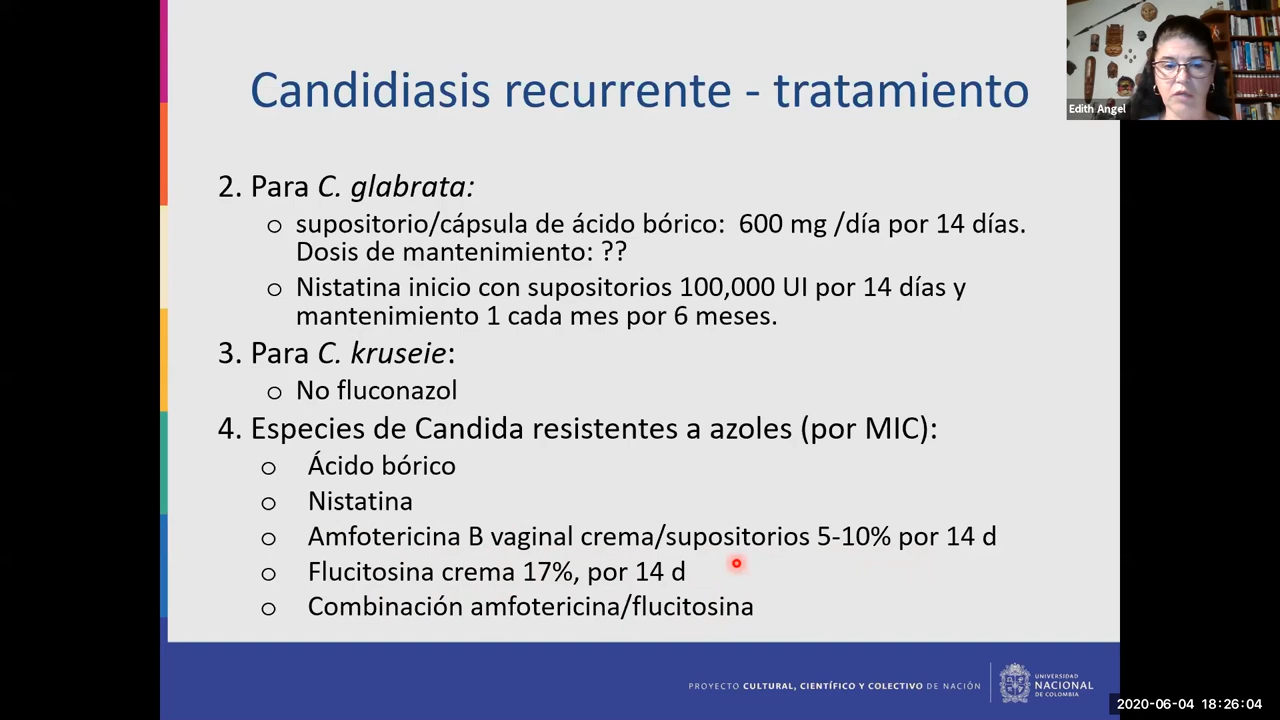 Candidiasis recurrente - tratamiento
Edith Angel
2. Para C. glabrata:
o supositorio/cápsula de ácido bórico: 600 mg /día por 14 días.
Dosis de mantenimiento: ??
o Nistatina inicio con supositorios 100,000 UI por 14 días y
mantenimiento 1 cada mes por 6 meses.
3. Para C. kruseie:
o No fluconazol
4. Especies de Candida resistentes a azoles (por MIC):
o Ácido bórico
o Nistatina
o Amfotericina B vaginal crema/supositorios 5-10% por 14 d
o Flucitosina crema 17%, por 14 d
o Combinación amfotericina/flucitosina
PROYECTO CULTURAL, CIENTÍFICO Y COLECTIVO DE NACIÓN
UNIVERSIDAD
NACIONAL
DE COLOMBIA
2020-06-04 18:26:04